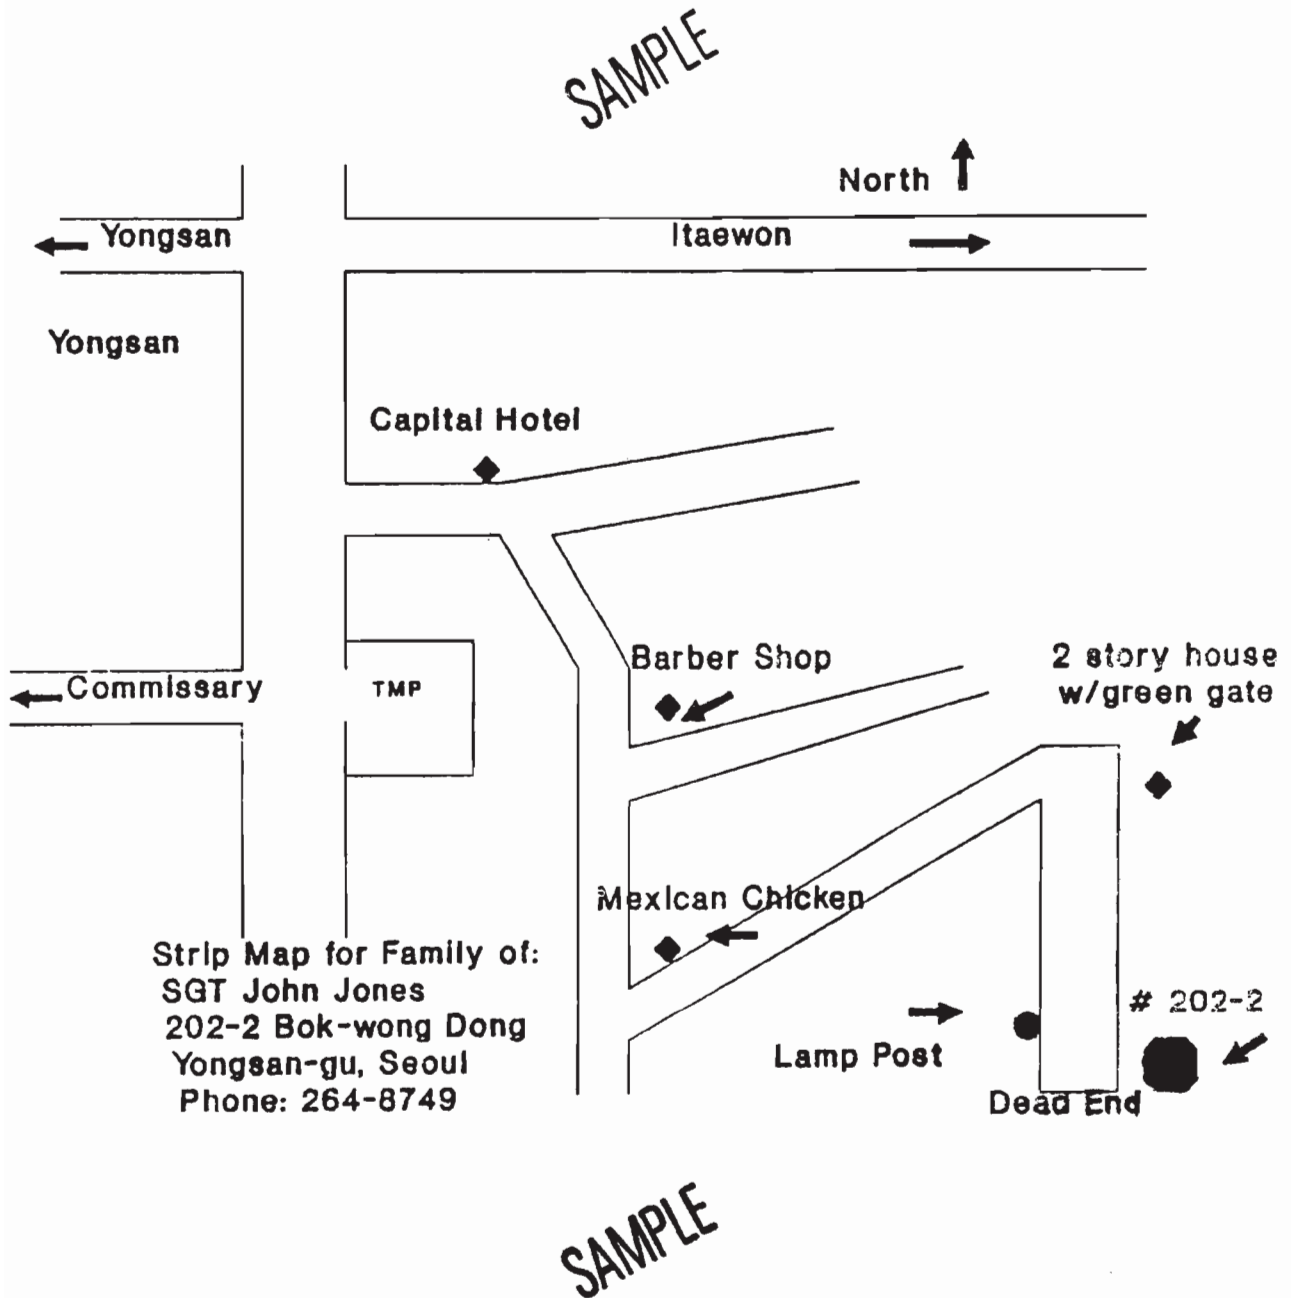 SAMPLE
North
Yongsan
Itaewon
Yongsan
Capital Hotel
Barber Shop
2 story house
w/green gate
Commissary
TMP
Mexican Chicken
Strip Map for Family of:
SGT John Jones
202-2 Bok-wong Dong
Yongsan-gu, Seoul
Phone: 264-8749
# 202-2
Lamp Post
Dead End
SAMPLE